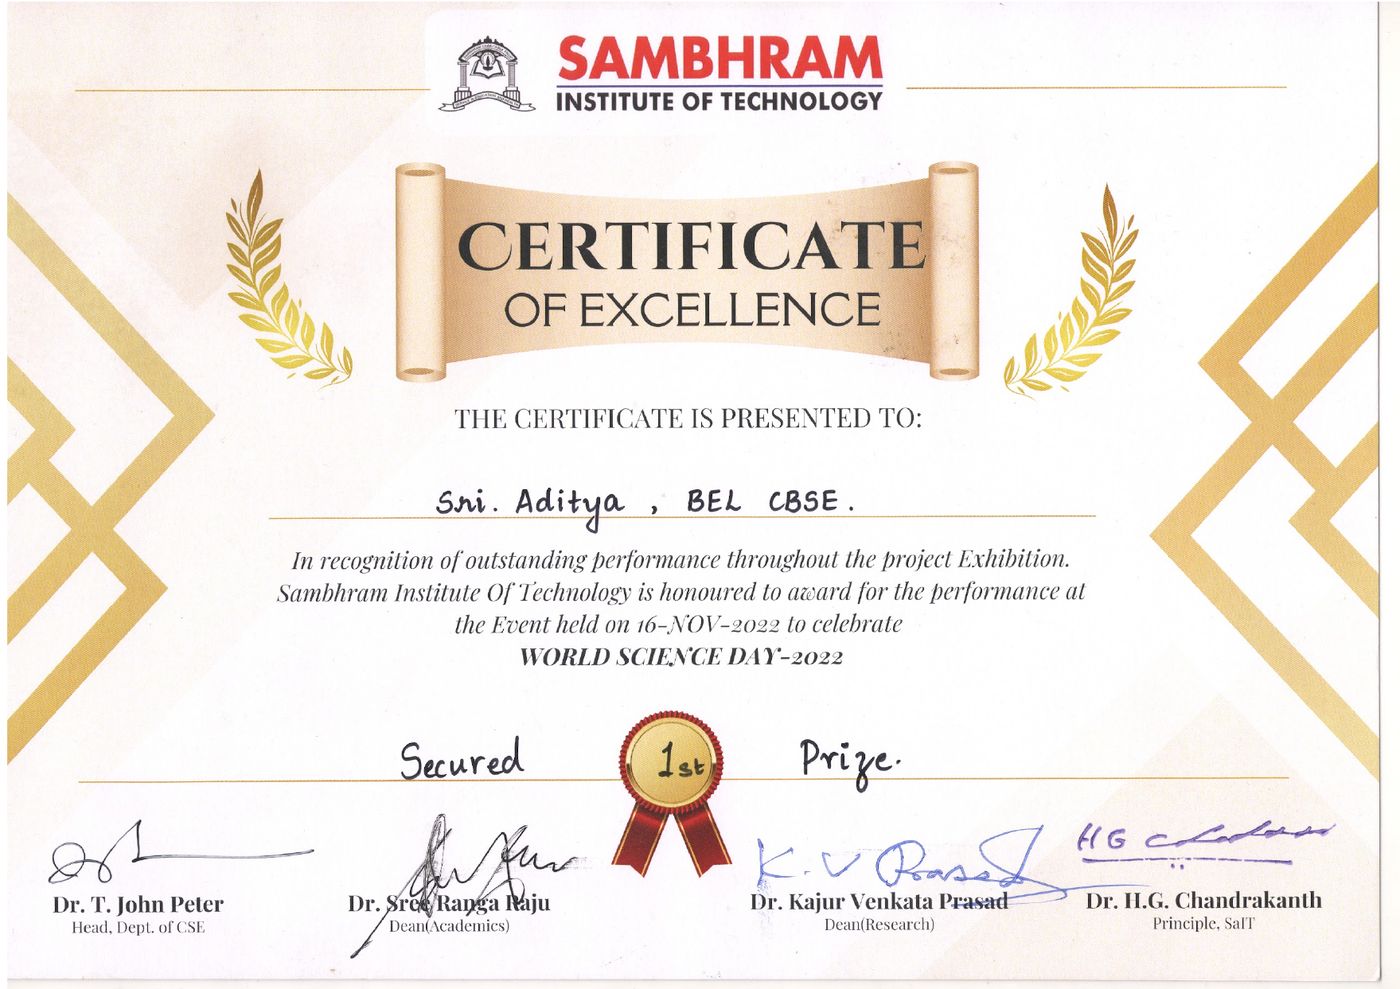 SAMBHRAM
INSTITUTE OF TECHNOLOGY
CERTIFICATE
OF EXCELLENCE
THE CERTIFICATE IS PRESENTED TO:
Sri. Aditya , BEL CBSE.
In recognition of outstanding performance throughout the project Exhibition.
Sambhram Institute Of Technology is honoured to award for the performance at
the Event held on 16-NOV-2022 to celebrate
WORLD SCIENCE DAY-2022
Secured 1st Prize.
K. V Prasad
HG
Dr. T. John Peter
Head, Dept. of CSE
Dr. Sree Ranga Raju
Dean(Academics)
Dr. Kajur Venkata Prasad
Dean(Research)
Dr. H.G. Chandrakanth
Principle, SaIT